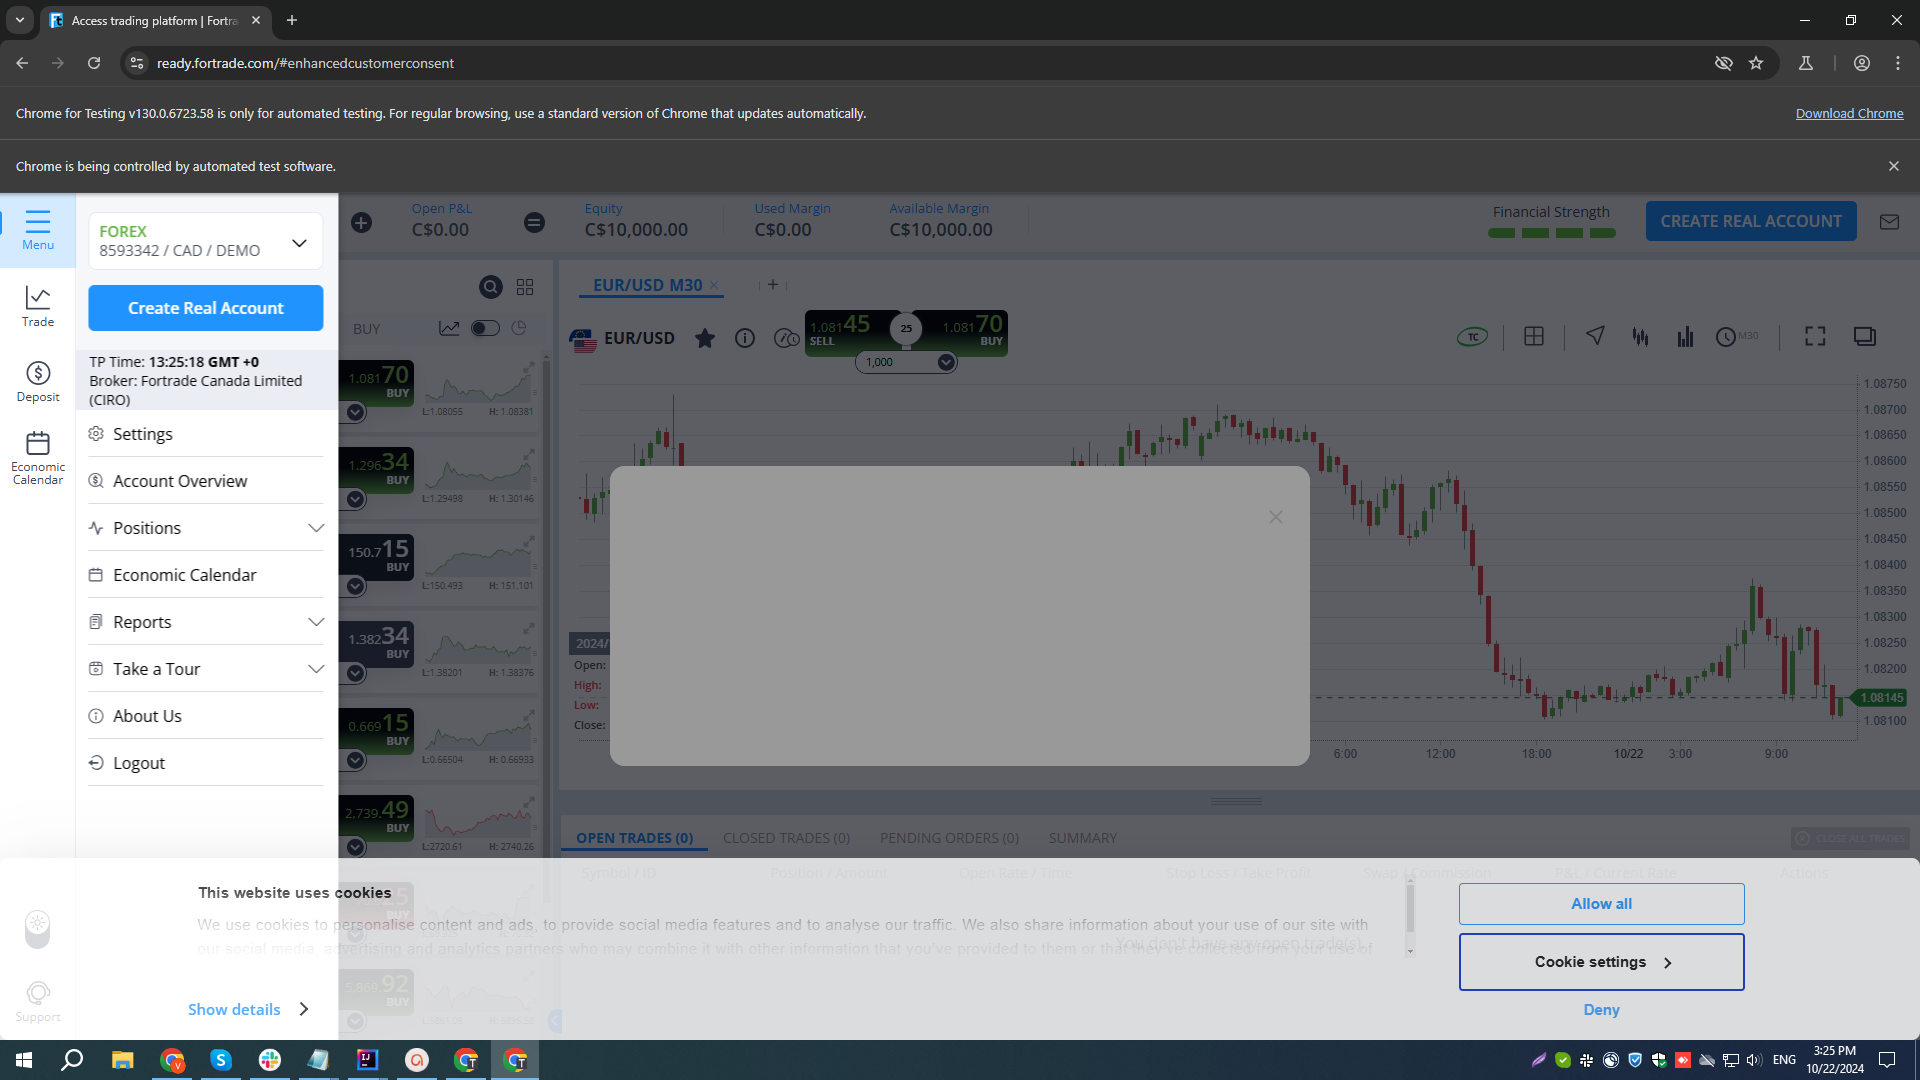 Access trading platform | Fortra
ready.fortrade.com/#enhancedcustomerconsent
Chrome for Testing v130.0.6723.58 is only for automated testing. For regular browsing, use a standard version of Chrome that updates automatically.
Download Chrome
Chrome is being controlled by automated test software.
Menu
Trade
Deposit
Economic
Calendar
Support
FOREX
8593342 / CAD / DEMO
Create Real Account
TP Time: 13:25:18 GMT +0
Broker: Fortrade Canada Limited
(CIRO)
Settings
Account Overview
Positions
Economic Calendar
Reports
Take a Tour
About Us
Logout
Open P&L
C$0.00
Equity
C$10,000.00
Used Margin
C$0.00
Available Margin
C$10,000.00
Financial Strength
CREATE REAL ACCOUNT
BUY
1.08170
BUY
L:1.08055 H: 1.08381
1.29634
BUY
L:1.29498 H: 1.30146
150.715
BUY
L:150.493 H: 151.101
1.38234
BUY
L:1.38201 H: 1.38376
0.66915
BUY
L:0.66504 H: 0.66933
2,739.49
BUY
L:2720.61 H: 2740.26
BUY
5,869.92
BUY
EUR/USD M30
EUR/USD
1.08145
SELL
25
1.08170
BUY
1,000
TC
M30
1.08750
1.08700
1.08650
1.08600
1.08550
1.08500
1.08450
1.08400
1.08350
1.08300
1.08250
1.08200
1.08145
1.08100
2024/
Open:
High:
Low:
Close:
6:00
12:00
18:00
10/22
3:00
9:00
OPEN TRADES (0)
CLOSED TRADES (0)
PENDING ORDERS (0)
SUMMARY
CLOSE ALL TRADES
Symbol / ID
Position / Amount
Open Rate / Time
Stop Loss / Take Profit
Swap / Commission
P&L / Current Rate
Actions
You don't have any open trade(s).
This website uses cookies
We use cookies to personalise content and ads, to provide social media features and to analyse our traffic. We also share information about your use of our site with
our social media, advertising and analytics partners who may combine it with other information that you've provided to them or that they've collected from your use of
Show details
Allow all
Cookie settings
Deny
ENG
3:25 PM
10/22/2024